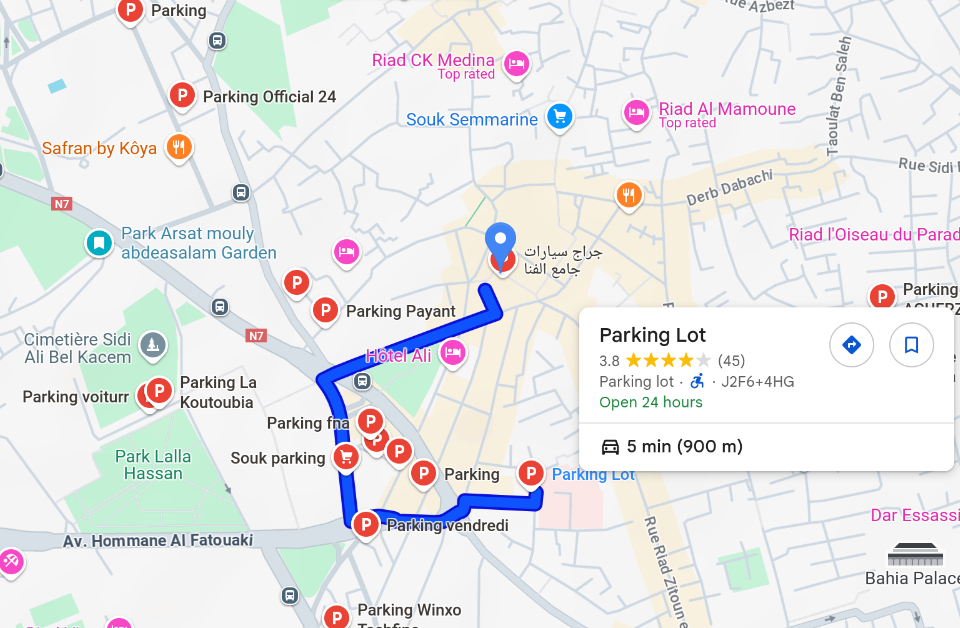 Parking
Rue Azbezt
Riad CK Medina
Top rated
Parking Official 24
Souk Semmarine
Riad Al Mamoune
Top rated
Taoulat Ben Saleh
Safran by Kôya
Rue Sidi
Derb Dabachi
N7
Park Arsat mouly
abdeasalam Garden
Riad l'Oiseau du Parad
جراج سيارات
جامع الفنا
Parking
Parking Payant
N7
Cimetière Sidi
Ali Bel Kacem
Hôtel Ali
Parking Lot
3.8 (45)
Parking lot · · J2F6+4HG
Open 24 hours
5 min (900 m)
Parking voiturr
Parking La
Koutoubia
Parking fna
Park Lalla
Hassan
Souk parking
Parking
Parking Lot
Parking vendredi
Av. Hommane Al Fatouaki
Dar Essassi
Rue Riad Zitoun e
Bahia Palace
Parking Winxo